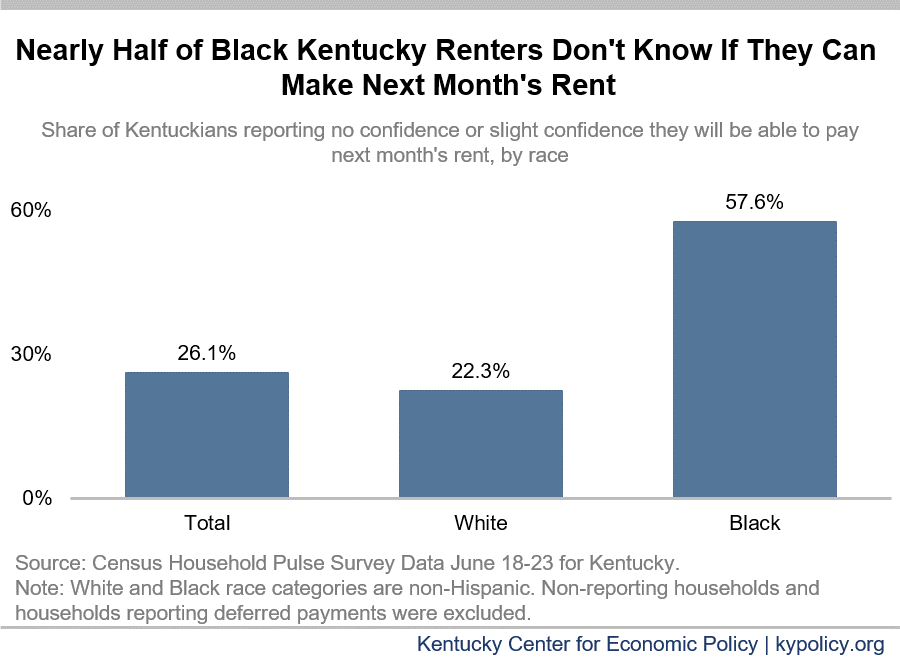 Nearly Half of Black Kentucky Renters Don't Know If They Can
Make Next Month's Rent
Share of Kentuckians reporting no confidence or slight confidence they will be able to pay
next month's rent, by race
60%
30%
0%
26.1%
22.3%
57.6%
Total
White
Black
Source: Census Household Pulse Survey Data June 18-23 for Kentucky.
Note: White and Black race categories are non-Hispanic. Non-reporting households and
households reporting deferred payments were excluded.
Kentucky Center for Economic Policy | kypolicy.org